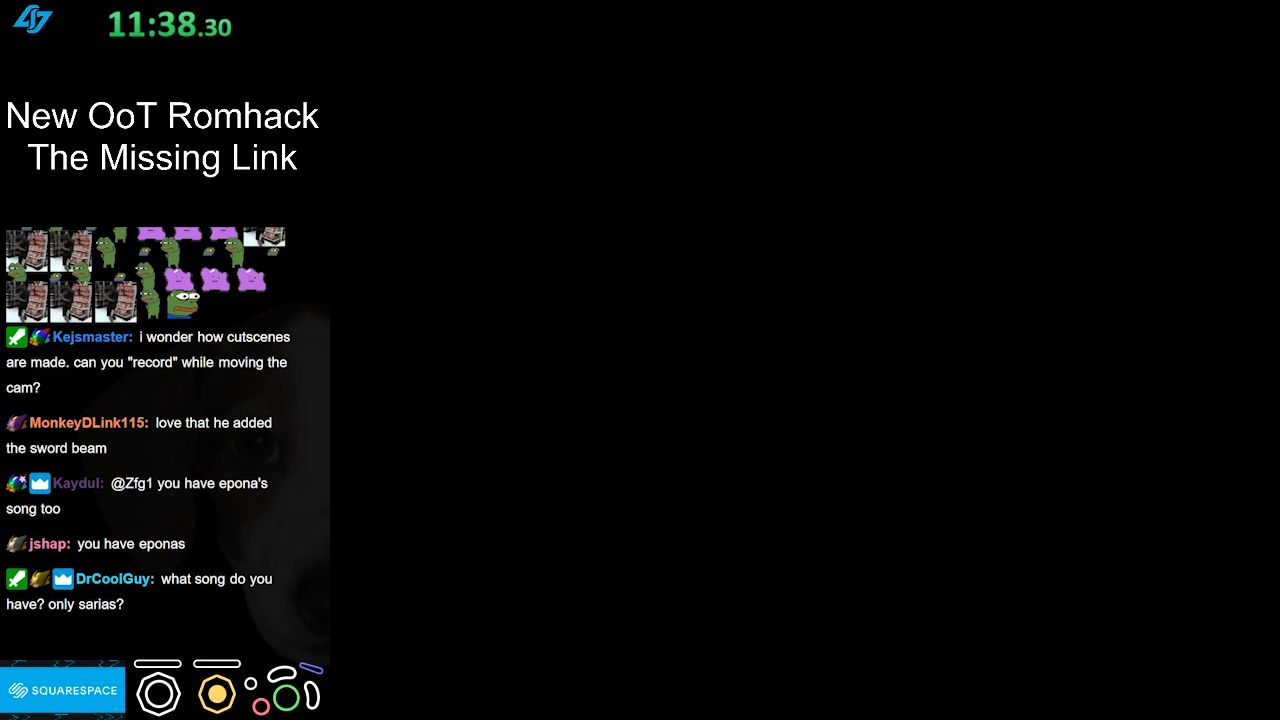 11:38.30
New OoT Romhack
The Missing Link
Kejsmaster: i wonder how cutscenes
are made. can you "record" while moving the
cam?
MonkeyDLink115: love that he added
the sword beam
Kaydul: @Zfg1 you have epona's
song too
jshap: you have eponas
DrCoolGuy: what song do you
have? only sarias?
SQUARESPACE